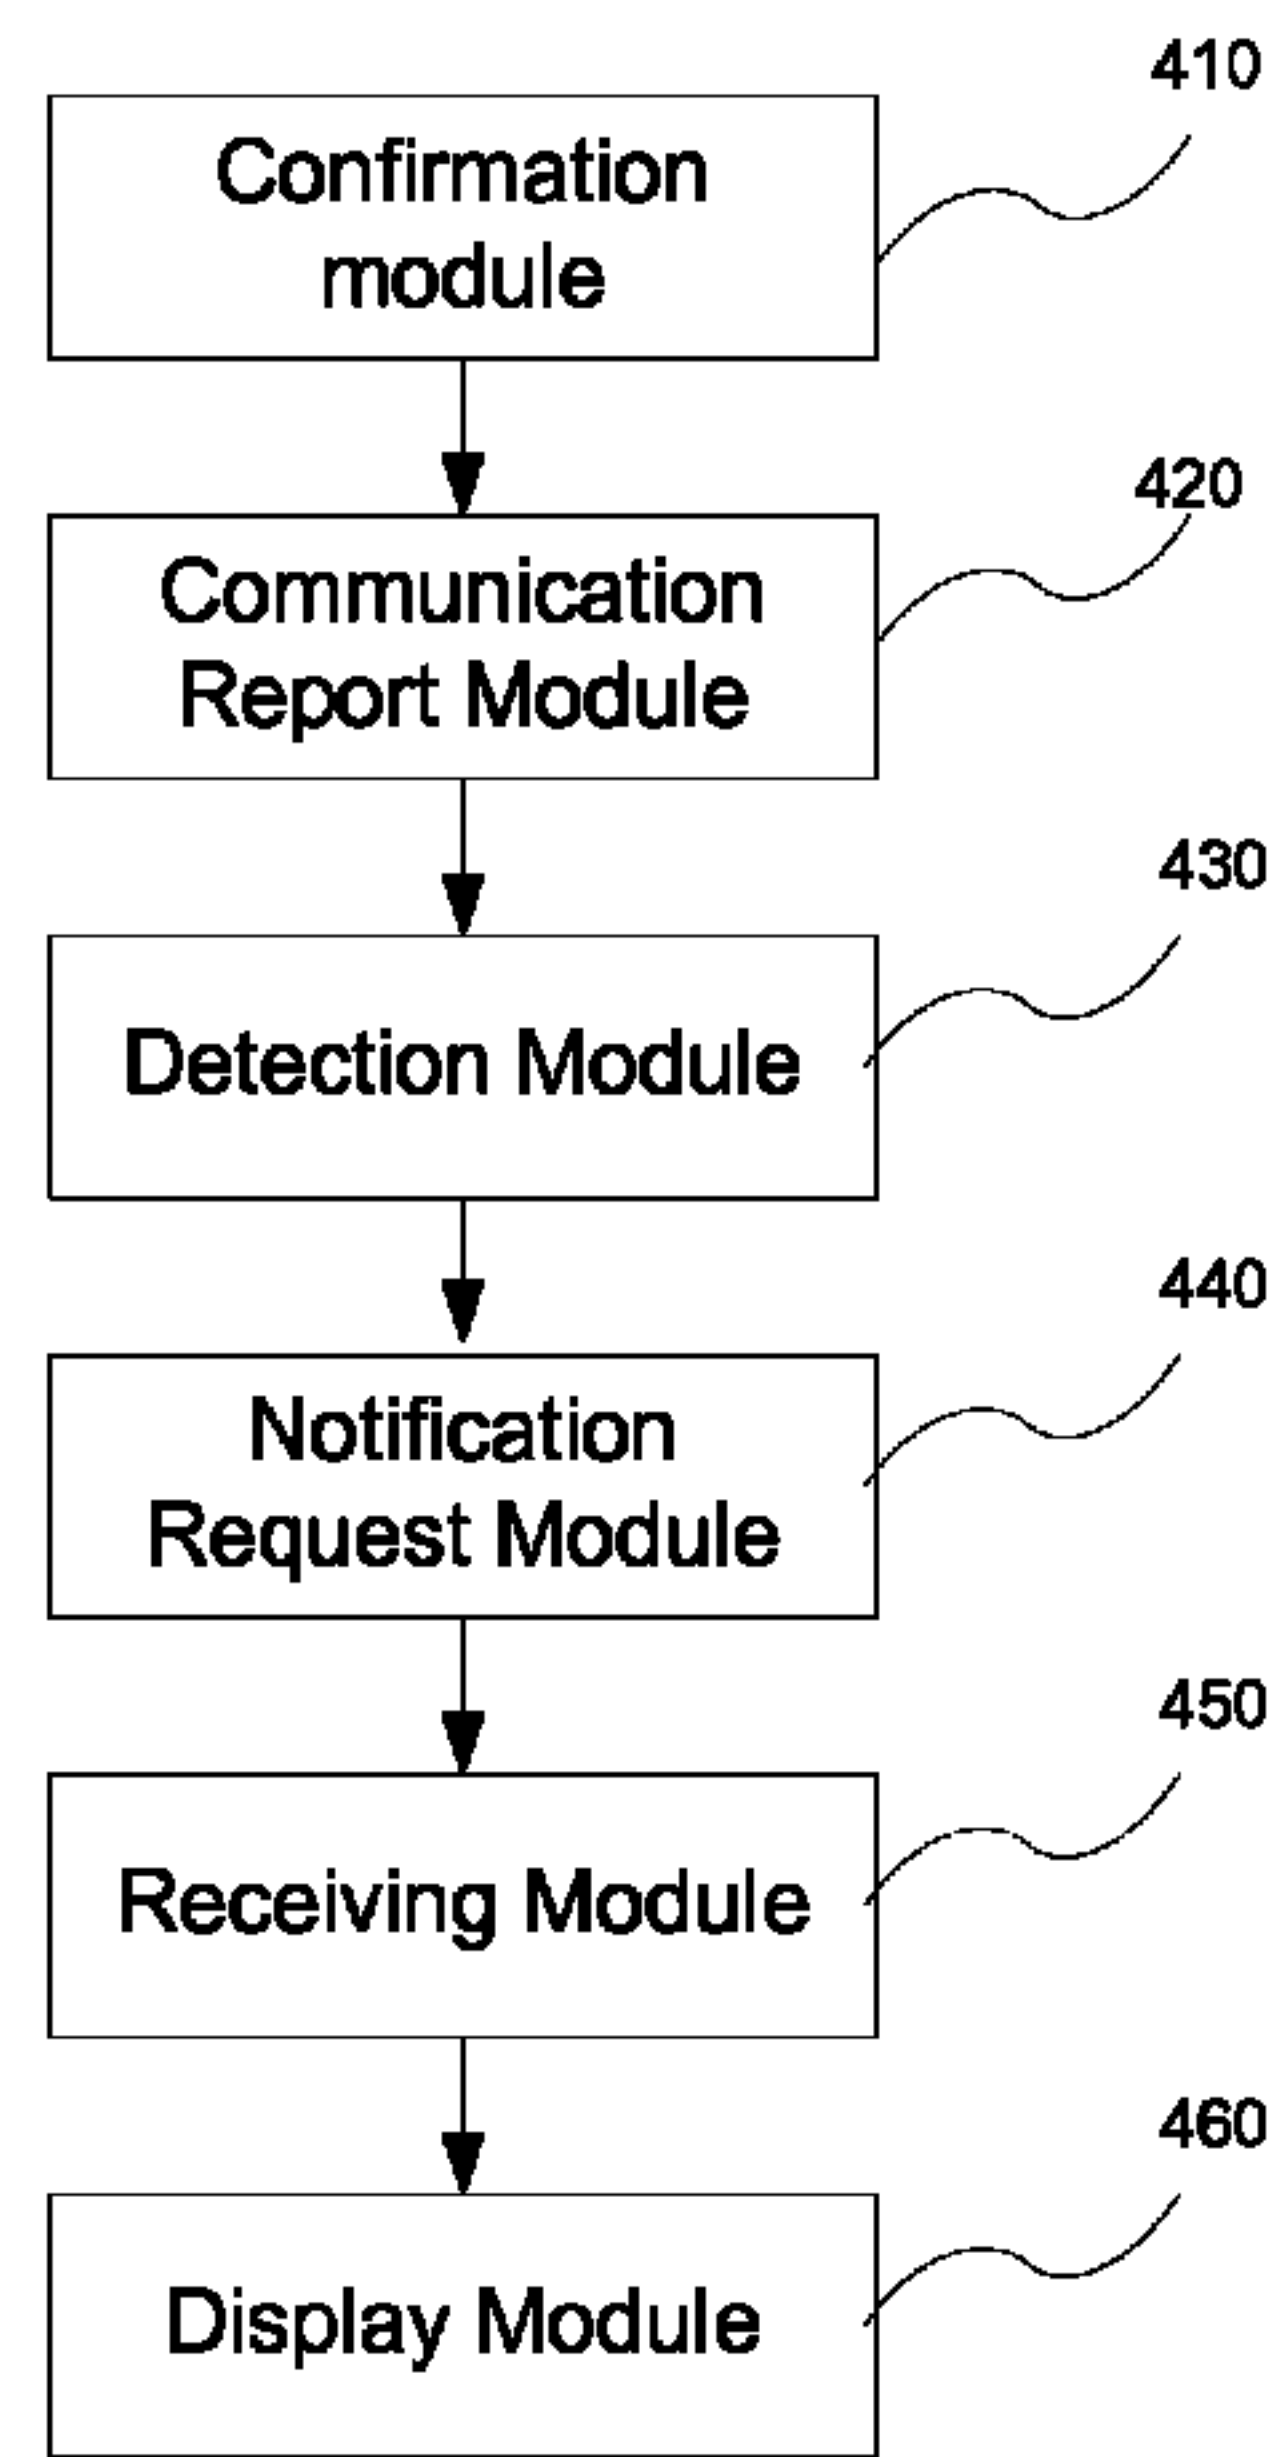 410
Confirmation
module
420
Communication
Report Module
430
Detection Module
440
Notification
Request Module
450
Receiving Module
460
Display Module